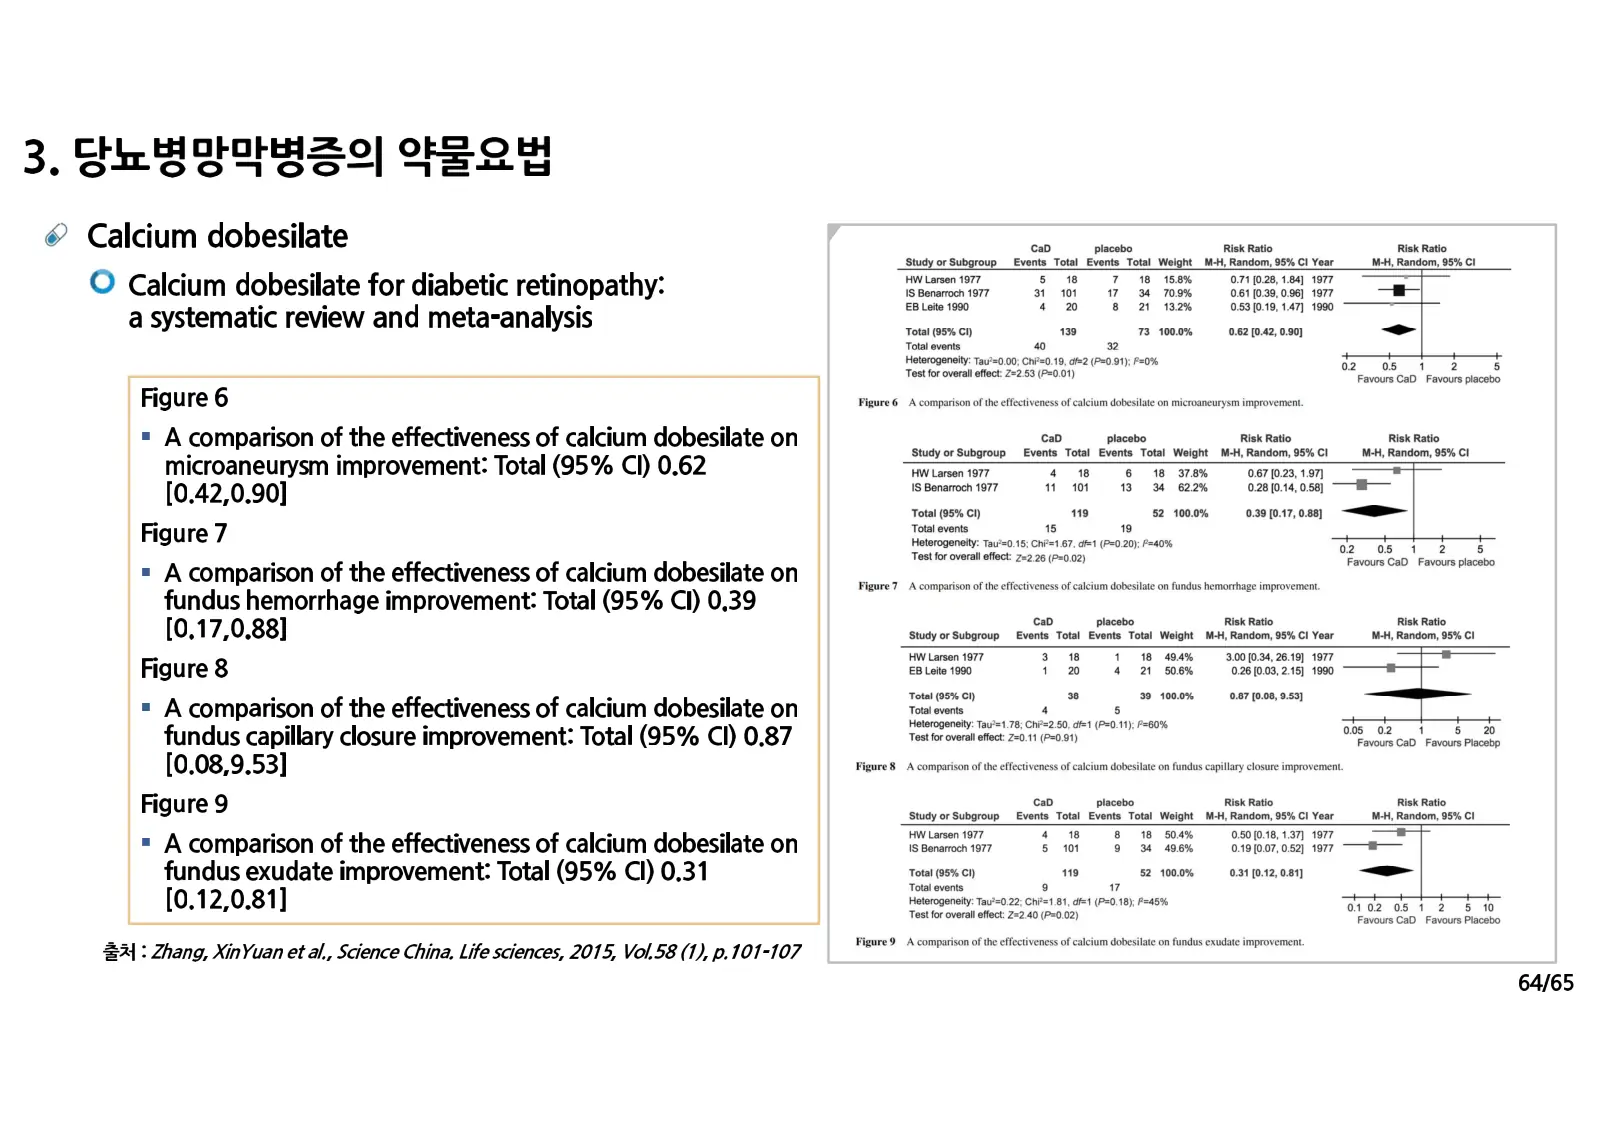 3. 당뇨병망막병증의 약물요법
Calcium dobesilate
Calcium dobesilate for diabetic retinopathy:
a systematic review and meta-analysis
Figure 6
▪ A comparison of the effectiveness of calcium dobesilate on
microaneurysm improvement: Total (95% CI) 0.62
[0.42,0.90]
Figure 7
▪ A comparison of the effectiveness of calcium dobesilate on
fundus hemorrhage improvement: Total (95% CI) 0.39
[0.17,0.88]
Figure 8
▪ A comparison of the effectiveness of calcium dobesilate on
fundus capillary closure improvement: Total (95% CI) 0.87
[0.08,9.53]
Figure 9
▪ A comparison of the effectiveness of calcium dobesilate on
fundus exudate improvement: Total (95% CI) 0.31
[0.12,0.81]
출처 : Zhang, XinYuan et al., Science China. Life sciences, 2015, Vol.58 (1), p.101-107
CaD placebo Risk Ratio Risk Ratio
Study or Subgroup Events Total Events Total Weight M-H, Random, 95% CI Year M-H, Random, 95% CI
HW Larsen 1977 5 18 7 18 15.8% 0.71 [0.28, 1.84] 1977
IS Benarroch 1977 31 101 17 34 70.9% 0.61 [0.39, 0.96] 1977
EB Leite 1990 4 20 8 21 13.2% 0.53 [0.19, 1.47] 1990
Total (95% CI) 139 73 100.0% 0.62 [0.42, 0.90]
Total events 40 32
Heterogeneity: Tau²=0.00; Chi²=0.19, df=2 (P=0.91); I²=0%
Test for overall effect: Z=2.53 (P=0.01)
0.2 0.5 1 2 5
Favours CaD Favours placebo
Figure 6 A comparison of the effectiveness of calcium dobesilate on microaneurysm improvement.
CaD placebo Risk Ratio Risk Ratio
Study or Subgroup Events Total Events Total Weight M-H, Random, 95% CI M-H, Random, 95% CI
HW Larsen 1977 4 18 6 18 37.8% 0.67 [0.23, 1.97]
IS Benarroch 1977 11 101 13 34 62.2% 0.28 [0.14, 0.58]
Total (95% CI) 119 52 100.0% 0.39 [0.17, 0.88]
Total events 15 19
Heterogeneity: Tau²=0.15; Chi²=1.67, df=1 (P=0.20); I²=40%
Test for overall effect: Z=2.26 (P=0.02)
0.2 0.5 1 2 5
Favours CaD Favours placebo
Figure 7 A comparison of the effectiveness of calcium dobesilate on fundus hemorrhage improvement.
CaD placebo Risk Ratio Risk Ratio
Study or Subgroup Events Total Events Total Weight M-H, Random, 95% CI Year M-H, Random, 95% CI
HW Larsen 1977 3 18 1 18 49.4% 3.00 [0.34, 26.19] 1977
EB Leite 1990 1 20 4 21 50.6% 0.26 [0.03, 2.15] 1990
Total (95% CI) 38 39 100.0% 0.87 [0.08, 9.53]
Total events 4 5
Heterogeneity: Tau²=1.78; Chi²=2.50, df=1 (P=0.11); I²=60%
Test for overall effect: Z=0.11 (P=0.91)
0.05 0.2 1 5 20
Favours CaD Favours Placebp
Figure 8 A comparison of the effectiveness of calcium dobesilate on fundus capillary closure improvement.
CaD placebo Risk Ratio Risk Ratio
Study or Subgroup Events Total Events Total Weight M-H, Random, 95% CI Year M-H, Random, 95% CI
HW Larsen 1977 4 18 8 18 50.4% 0.50 [0.18, 1.37] 1977
IS Benarroch 1977 5 101 9 34 49.6% 0.19 [0.07, 0.52] 1977
Total (95% CI) 119 52 100.0% 0.31 [0.12, 0.81]
Total events 9 17
Heterogeneity: Tau²=0.22; Chi²=1.81, df=1 (P=0.18); I²=45%
Test for overall effect: Z=2.40 (P=0.02)
0.1 0.2 0.5 1 2 5 10
Favours CaD Favours Placebo
Figure 9 A comparison of the effectiveness of calcium dobesilate on fundus exudate improvement.
64/65